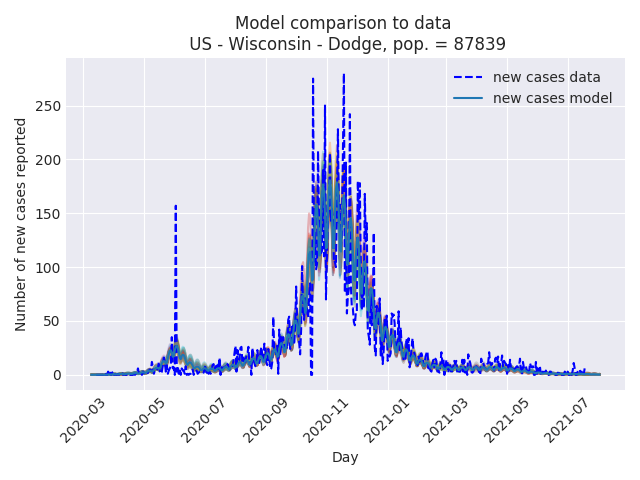 Model comparison to data
US - Wisconsin - Dodge, pop. = 87839
new cases data
new cases model
Number of new cases reported
250
200
150
100
50
0
2020-03
2020-05
2020-07
2020-09
2020-11
2021-01
2021-03
2021-05
2021-07
Day